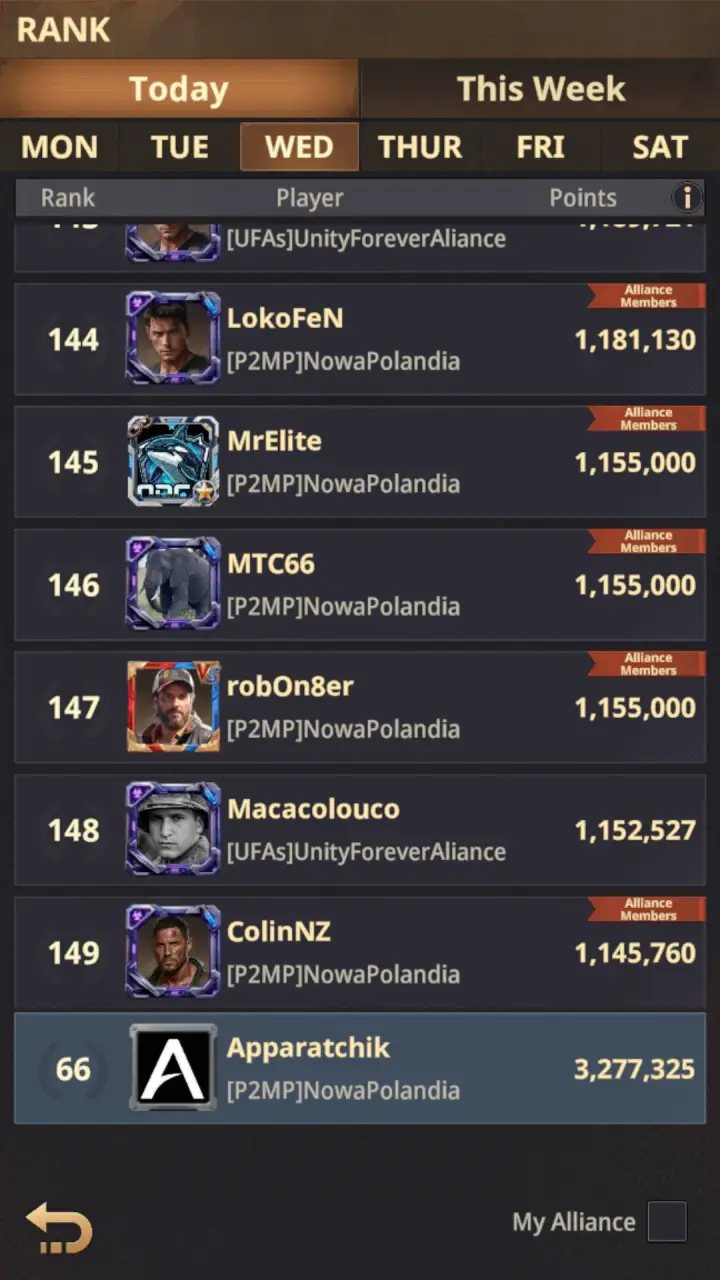 RANK
Today
This Week
MON
TUE
WED
THUR
FRI
SAT
Rank
Player
Points
[UFAs]UnityForeverAlliance
Alliance
Members
144
LokoFeN
1,181,130
[P2MP]NowaPolandia
Alliance
Members
145
MrElite
1,155,000
[P2MP]NowaPolandia
Alliance
Members
146
MTC66
1,155,000
[P2MP]NowaPolandia
Alliance
Members
147
robOn8er
1,155,000
[P2MP]NowaPolandia
148
Macacolouco
1,152,527
[UFAs]UnityForeverAlliance
Alliance
Members
149
ColinNZ
1,145,760
[P2MP]NowaPolandia
66
Apparatchik
3,277,325
[P2MP]NowaPolandia
My Alliance